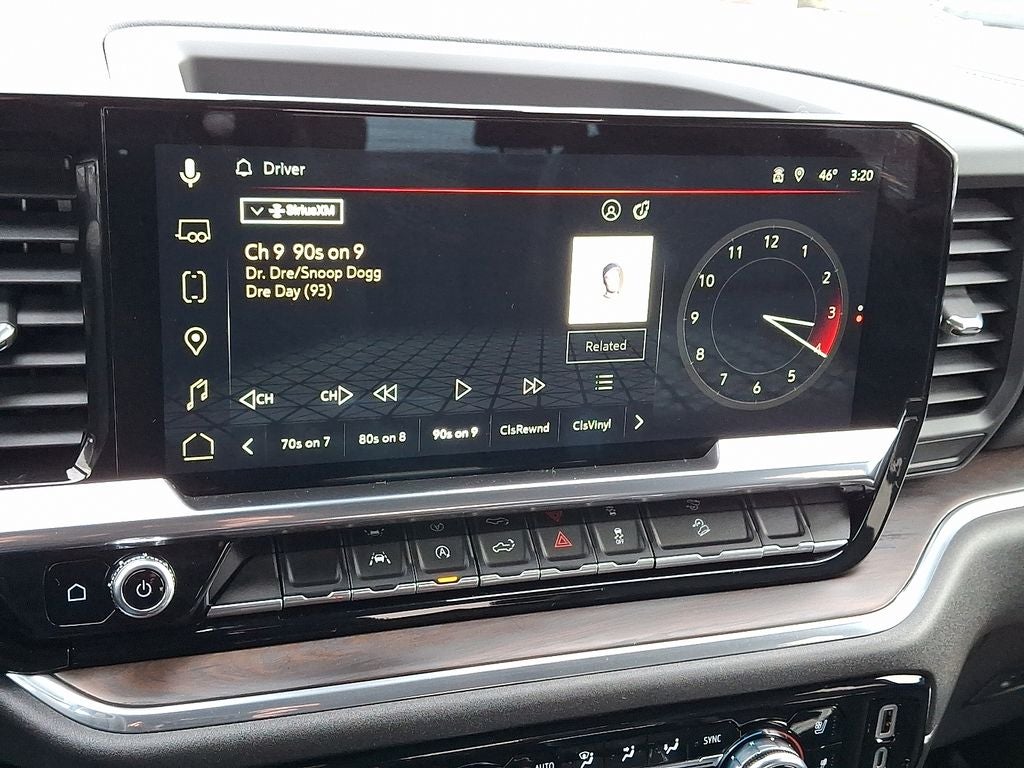 Driver
46° 3:20
SiriusXM
Ch 9 90s on 9
Dr. Dre/Snoop Dogg
Dre Day (93)
Related
CH
CH
70s on 7
80s on 8
90s on 9
ClsRewnd
ClsVinyl
12
1
2
3
4
5
6
7
8
9
10
11
A
OFF
AUTO
SYNC